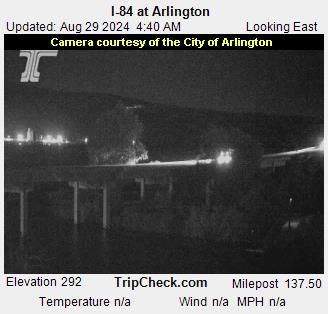 I-84 at Arlington
Updated: Aug 29 2024 4:40 AM Looking East
Camera courtesy of the City of Arlington
Elevation 292 TripCheck.com Milepost 137.50
Temperature n/a Wind n/a MPH n/a